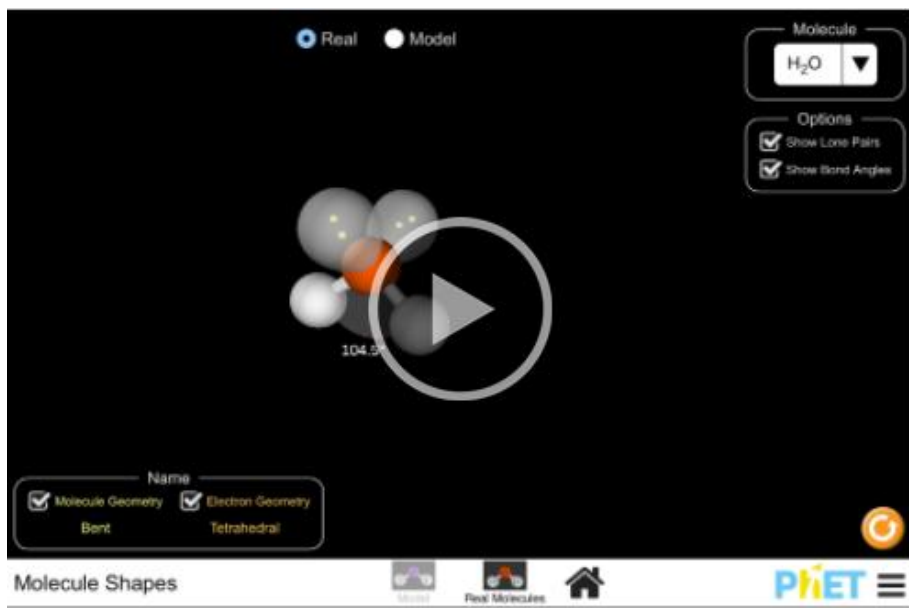 Real Model
Molecule
H₂O
Options
Show Lone Pairs
Show Bond Angles
104.5°
Name
Molecule Geometry Electron Geometry
Bent Tetrahedral
Molecule Shapes
Model
Real Molecules
PhET